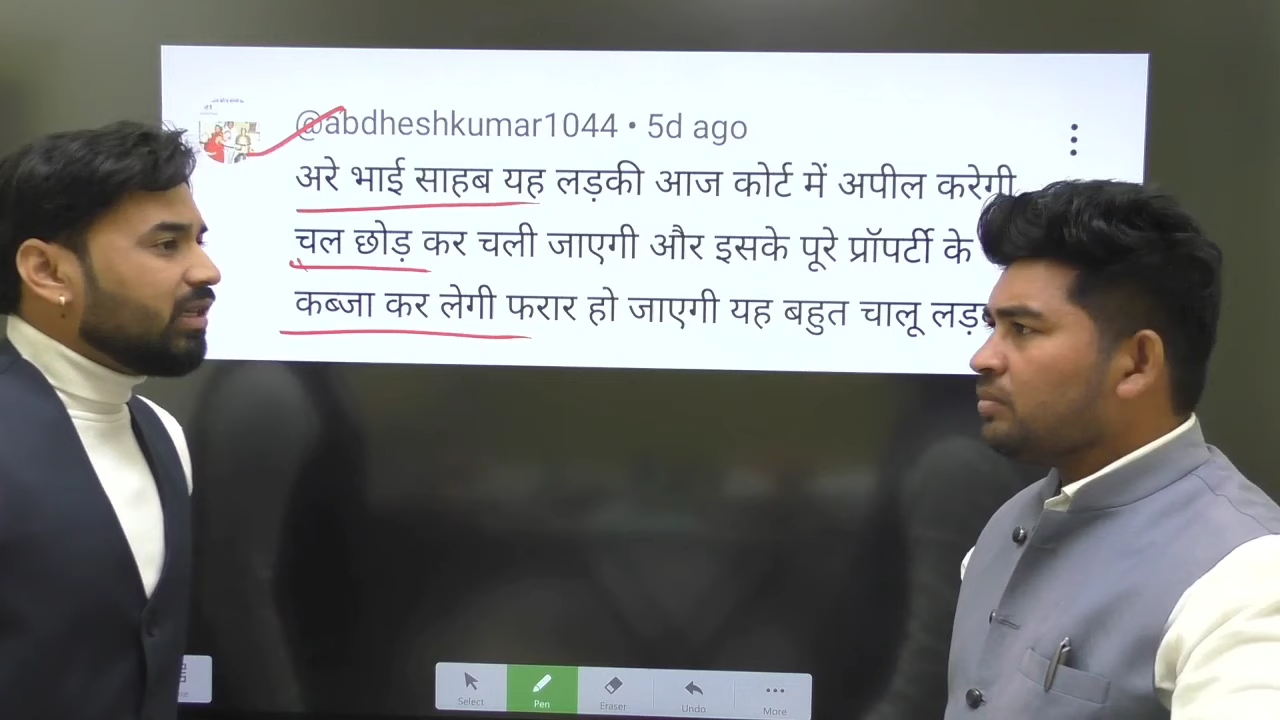 @abdheshkumar1044 • 5d ago
अरे भाई साहब यह लड़की आज कोर्ट में अपील करेगी
चल छोड़ कर चली जाएगी और इसके पूरे प्रॉपर्टी के
कब्जा कर लेगी फरार हो जाएगी यह बहुत चालू
Select
Pen
Eraser
Undo
More